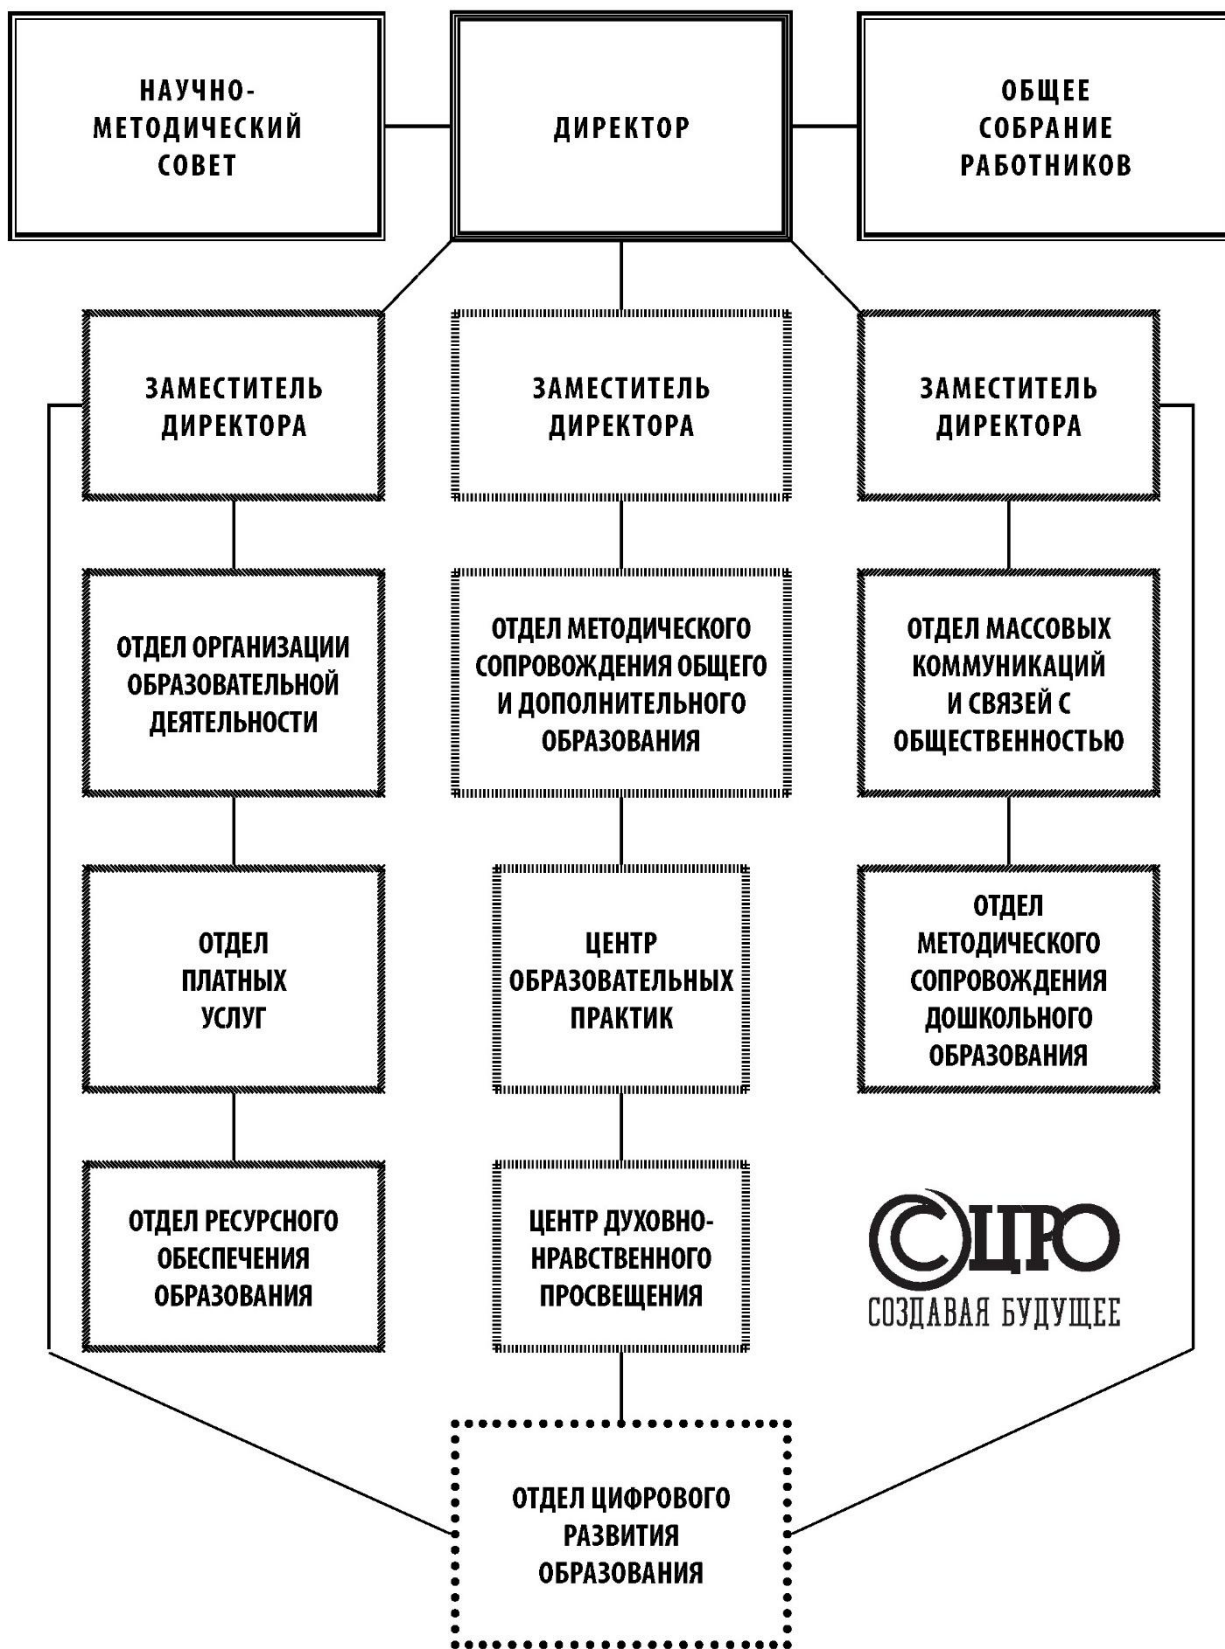 НАУЧНО-
МЕТОДИЧЕСКИЙ
СОВЕТ
ДИРЕКТОР
ОБЩЕЕ
СОБРАНИЕ
РАБОТНИКОВ
ЗАМЕСТИТЕЛЬ
ДИРЕКТОРА
ЗАМЕСТИТЕЛЬ
ДИРЕКТОРА
ЗАМЕСТИТЕЛЬ
ДИРЕКТОРА
ОТДЕЛ ОРГАНИЗАЦИИ
ОБРАЗОВАТЕЛЬНОЙ
ДЕЯТЕЛЬНОСТИ
ОТДЕЛ МЕТОДИЧЕСКОГО
СОПРОВОЖДЕНИЯ ОБЩЕГО
И ДОПОЛНИТЕЛЬНОГО
ОБРАЗОВАНИЯ
ОТДЕЛ МАССОВЫХ
КОММУНИКАЦИЙ
И СВЯЗЕЙ С
ОБЩЕСТВЕННОСТЬЮ
ОТДЕЛ
ПЛАТНЫХ
УСЛУГ
ЦЕНТР
ОБРАЗОВАТЕЛЬНЫХ
ПРАКТИК
ОТДЕЛ
МЕТОДИЧЕСКОГО
СОПРОВОЖДЕНИЯ
ДОШКОЛЬНОГО
ОБРАЗОВАНИЯ
ОТДЕЛ РЕСУРСНОГО
ОБЕСПЕЧЕНИЯ
ОБРАЗОВАНИЯ
ЦЕНТР ДУХОВНО-
НРАВСТВЕННОГО
ПРОСВЕЩЕНИЯ
СЦРО
СОЗДАВАЯ БУДУЩЕЕ
ОТДЕЛ ЦИФРОВОГО
РАЗВИТИЯ
ОБРАЗОВАНИЯ